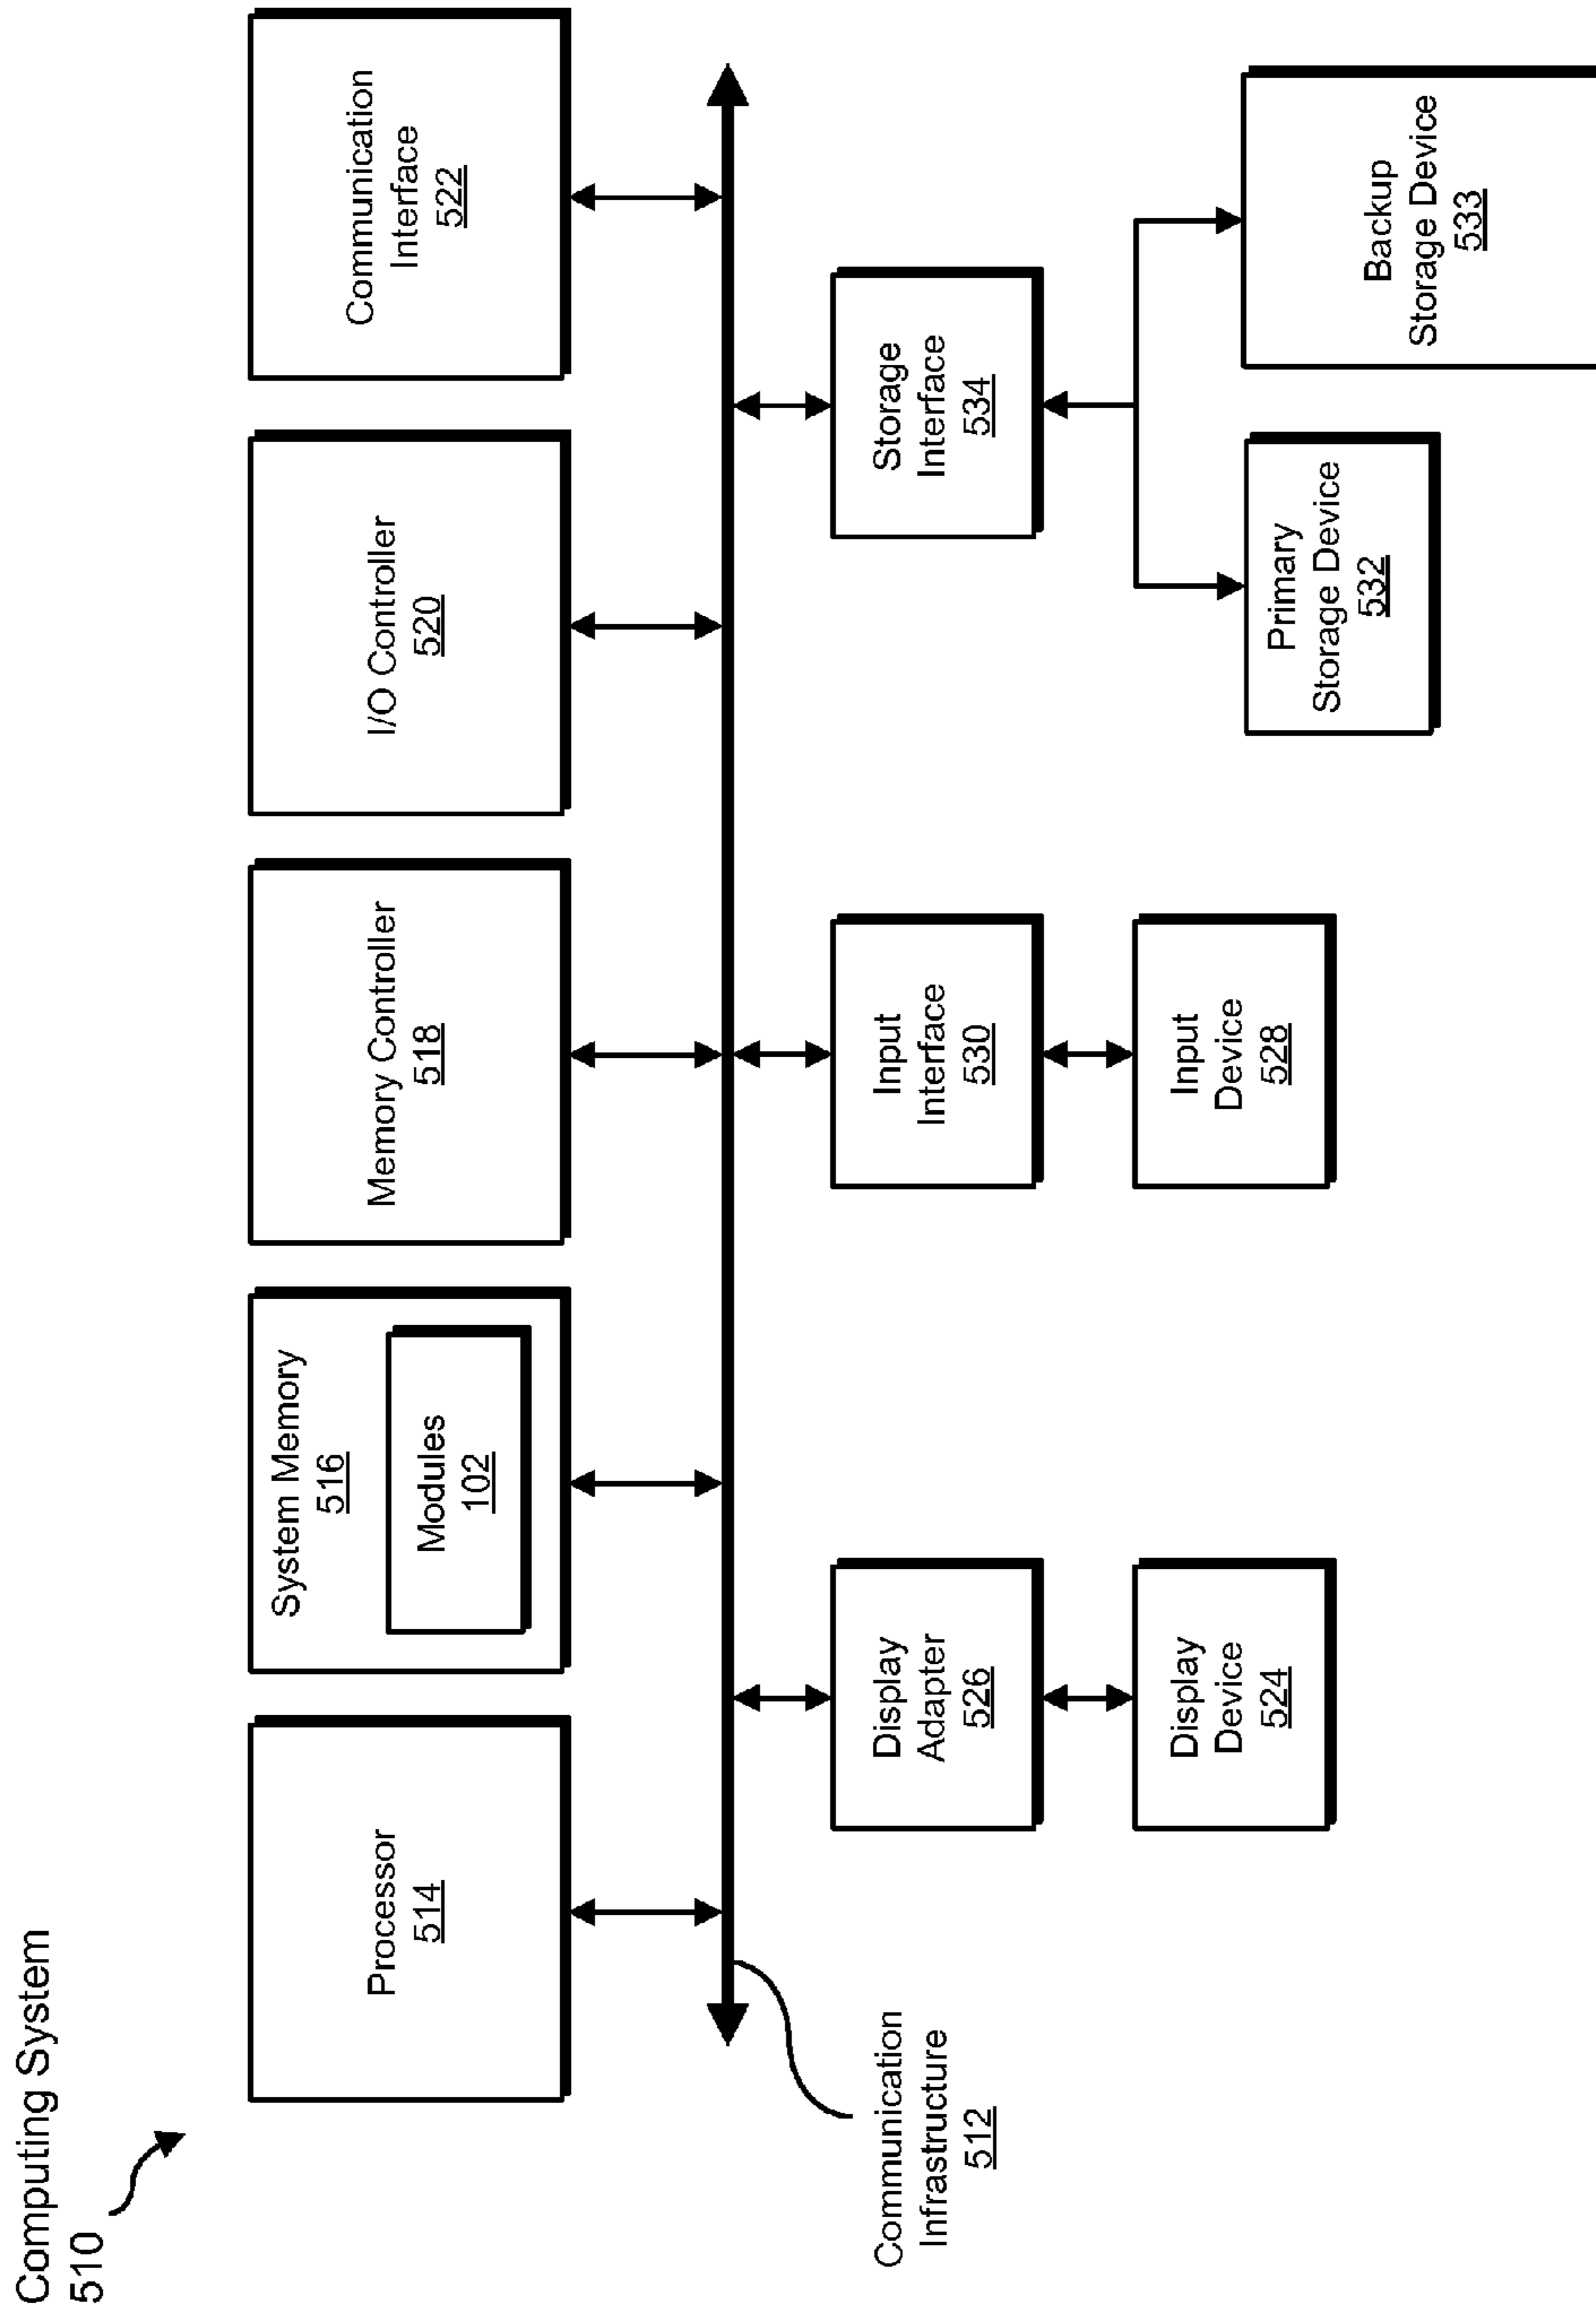 Computing System
510
Processor
514
System Memory
516
Modules
102
Memory Controller
518
I/O Controller
520
Communication
Interface
522
Communication
Infrastructure
512
Display
Adapter
526
Input
Interface
530
Storage
Interface
534
Display
Device
524
Input
Device
528
Primary
Storage Device
532
Backup
Storage Device
533